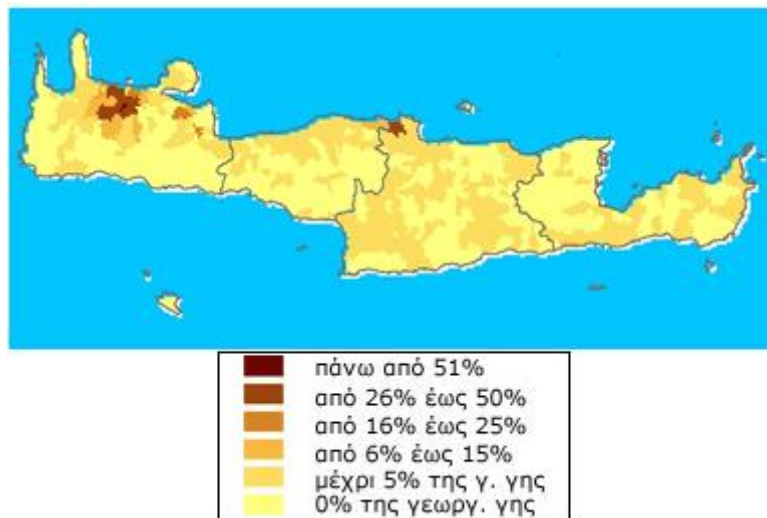 πάνω από 51%
από 26% έως 50%
από 16% έως 25%
από 6% έως 15%
μέχρι 5% της γ. γης
0% της γεωργ. γης